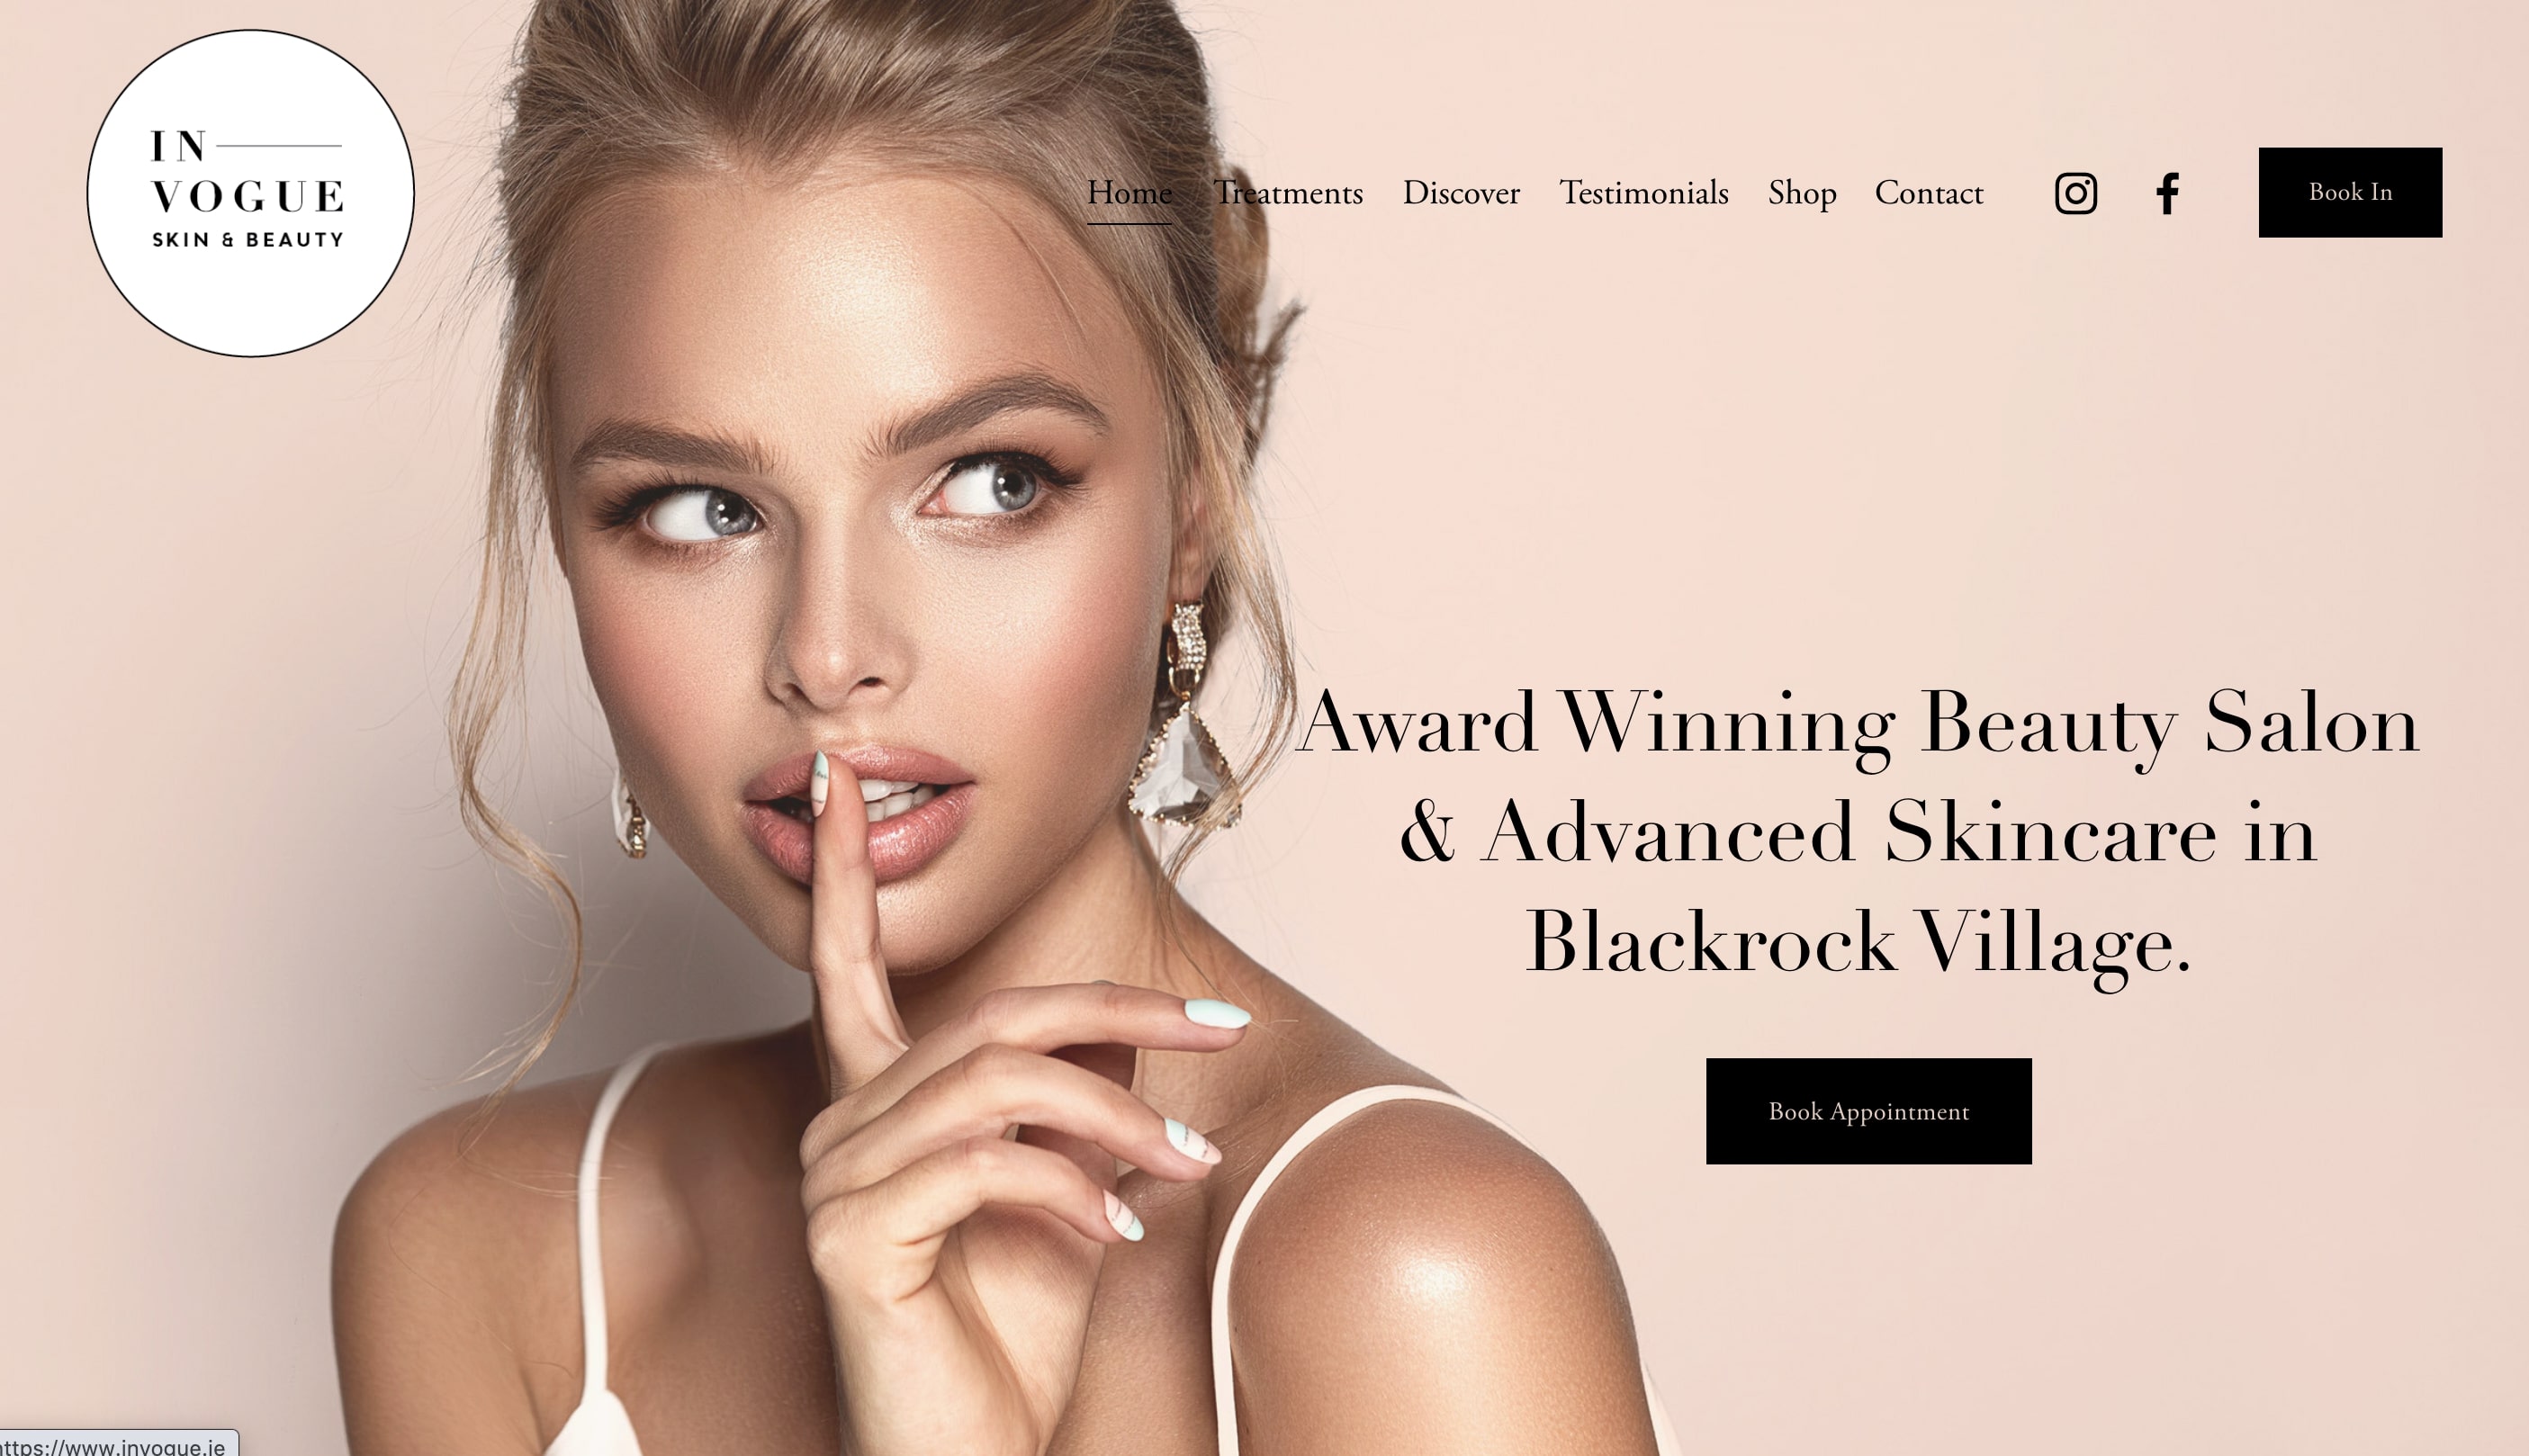 IN
VOGUE
SKIN & BEAUTY
Home Treatments Discover Testimonials Shop Contact Book In
Award Winning Beauty Salon
& Advanced Skincare in
Blackrock Village.
Book Appointment
https://www.invogue.ie